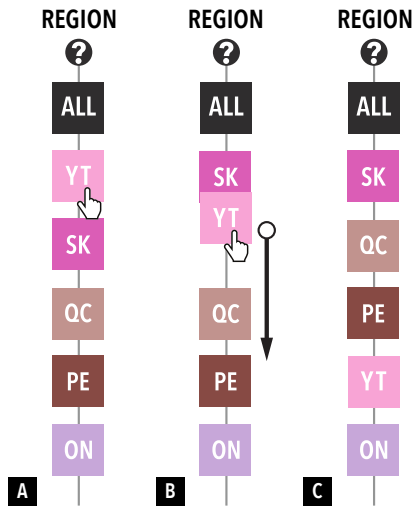 REGION
?
ALL
YT
SK
QC
PE
ON
A
REGION
?
ALL
SK
YT
QC
PE
ON
B
REGION
?
ALL
SK
QC
PE
YT
ON
C